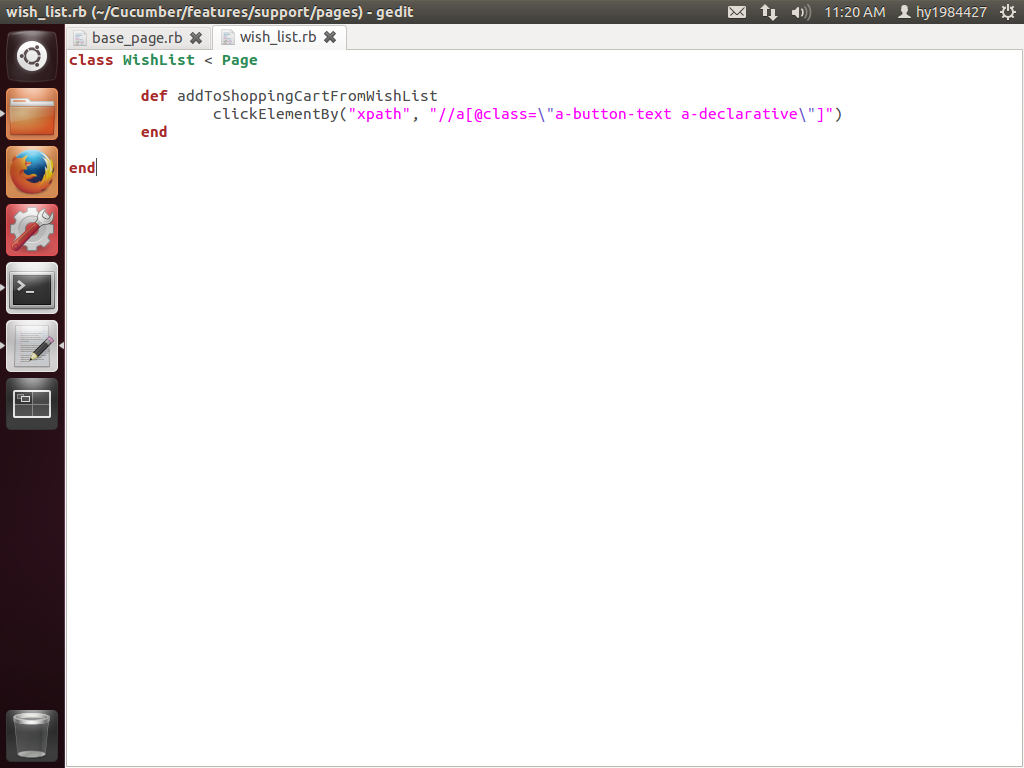 wish_list.rb (~/Cucumber/features/support/pages) - gedit
11:20 AM
hy1984427
base_page.rb
wish_list.rb
class WishList < Page
def addToShoppingCartFromWishList
clickElementBy("xpath", "//a[@class=\"a-button-text a-declarative\"]")
end
end
>_